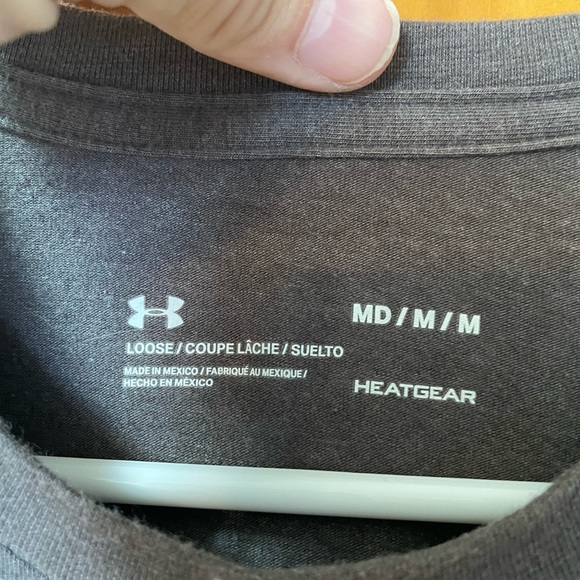 MD / M / M
LOOSE / COUPE LÂCHE / SUELTO
MADE IN MEXICO / FABRIQUÉ AU MEXIQUE /
HECHO EN MÉXICO
HEATGEAR